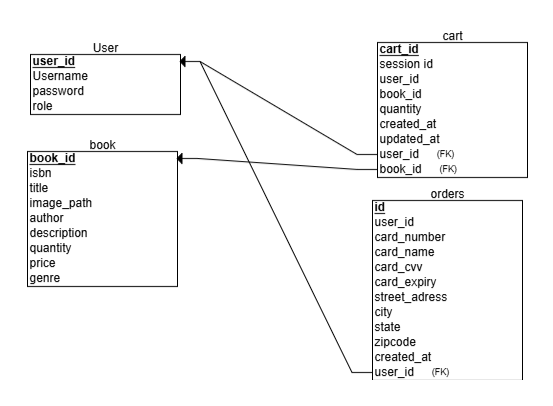 User
user_id
Username
password
role
book
book_id
isbn
title
image_path
author
description
quantity
price
genre
cart
cart_id
session id
user_id
book_id
quantity
created_at
updated_at
user_id (FK)
book_id (FK)
orders
id
user_id
card_number
card_name
card_cvv
card_expiry
street_adress
city
state
zipcode
created_at
user_id (FK)